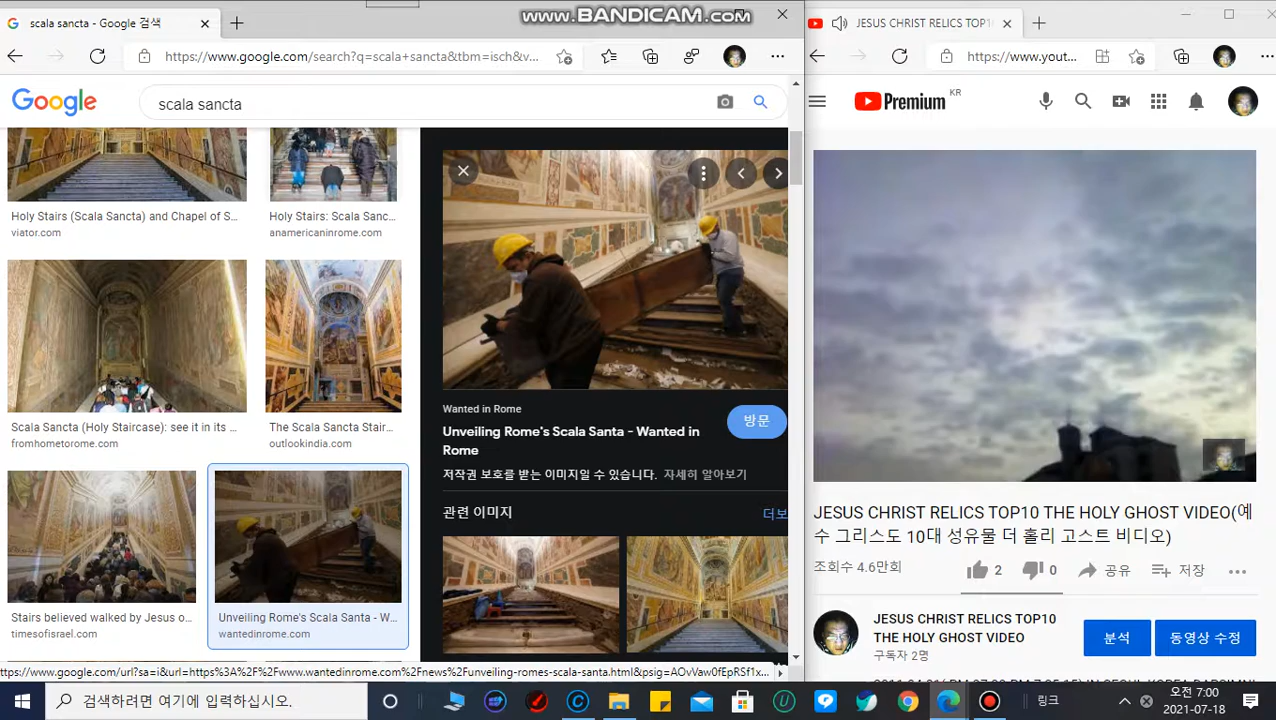 scala sancta - Google 검색
www.BANDICAM.com
https://www.google.com/search?q=scala+sancta&tbm=isch&v...
Google
scala sancta
Holy Stairs (Scala Sancta) and Chapel of S...
viator.com
Holy Stairs: Scala Sanc...
anamericaninrome.com
Scala Sancta (Holy Staircase): see it in its ...
fromhometorome.com
The Scala Sancta Stair...
outlookindia.com
Stairs believed walked by Jesus o...
timesofisrael.com
Unveiling Rome's Scala Santa - W...
wantedinrome.com
Wanted in Rome
Unveiling Rome's Scala Santa - Wanted in
Rome
방문
저작권 보호를 받는 이미지일 수 있습니다. 자세히 알아보기
관련 이미지
더보
JESUS CHRIST RELICS TOP1
https://www.yout...
Premium KR
JESUS CHRIST RELICS TOP10 THE HOLY GHOST VIDEO(예
수 그리스도 10대 성유물 더 홀리 고스트 비디오)
조회수 4.6만회
2
0
공유
저장
JESUS CHRIST RELICS TOP10
THE HOLY GHOST VIDEO
구독자 2명
분석
동영상 수정
ttps://www.google.com/url?sa=i&url=https%3A%2F%2Fwww.wantedinrome.com%2Fnews%2Funveiling-romes-scala-santa.html&psig=AOvVaw0fEpRSf1x...
검색하려면 여기에 입력하십시오.
링크
오전 7:00
2021-07-18